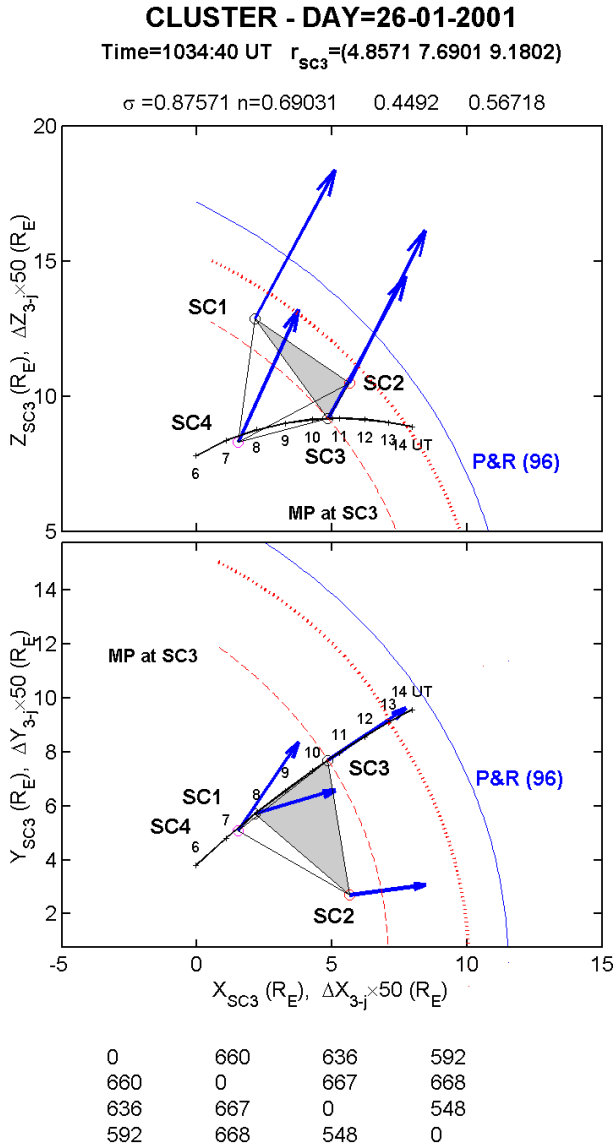 CLUSTER - DAY=26-01-2001
Time=1034:40 UT r_SC3=(4.8571 7.6901 9.1802)
σ =0.87571 n=0.69031 0.4492 0.56718
20
15
10
5
Z_SC3 (R_E), ΔZ_3-j×50 (R_E)
SC1
SC2
SC4
SC3
6
7
8
9
10
11
12
13
14 UT
P&R (96)
MP at SC3
14
12
10
8
6
4
2
Y_SC3 (R_E), ΔY_3-j×50 (R_E)
MP at SC3
14 UT
13
12
11
10
9
8
7
6
SC3
SC1
SC4
SC2
P&R (96)
-5 0 5 10 15
X_SC3 (R_E), ΔX_3-j×50 (R_E)
0 660 636 592
660 0 667 668
636 667 0 548
592 668 548 0